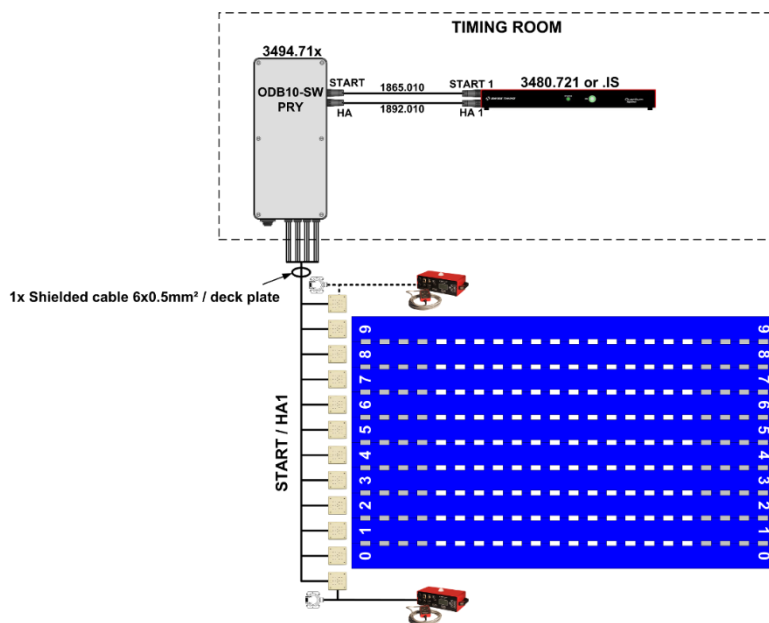 TIMING ROOM
3494.71x
START
1865.010
START 1
3480.721 or .IS
ODB10-SW
PRY
HA
1892.010
HA 1
1x Shielded cable 6x0.5mm² / deck plate
START / HA1
9 9
8 8
7 7
6 6
5 5
4 4
3 3
2 2
1 1
0 0